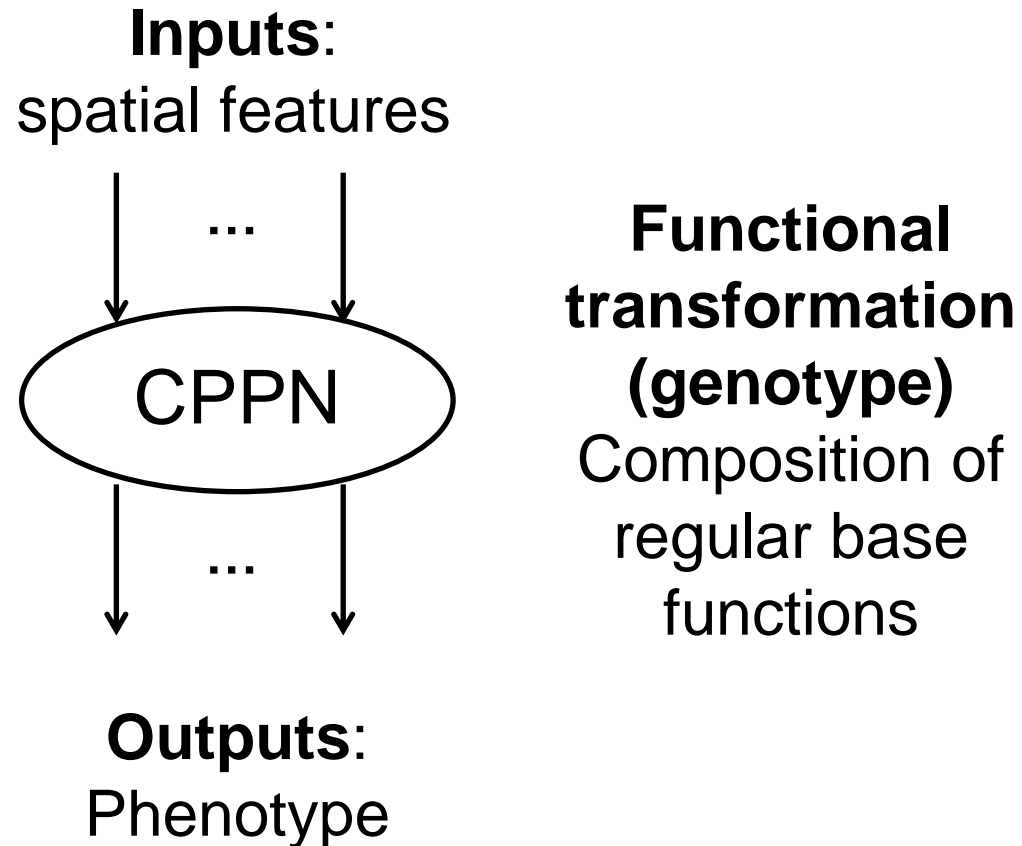 Inputs:
spatial features
...
CPPN
...
Outputs:
Phenotype
Functional
transformation
(genotype)
Composition of
regular base
functions